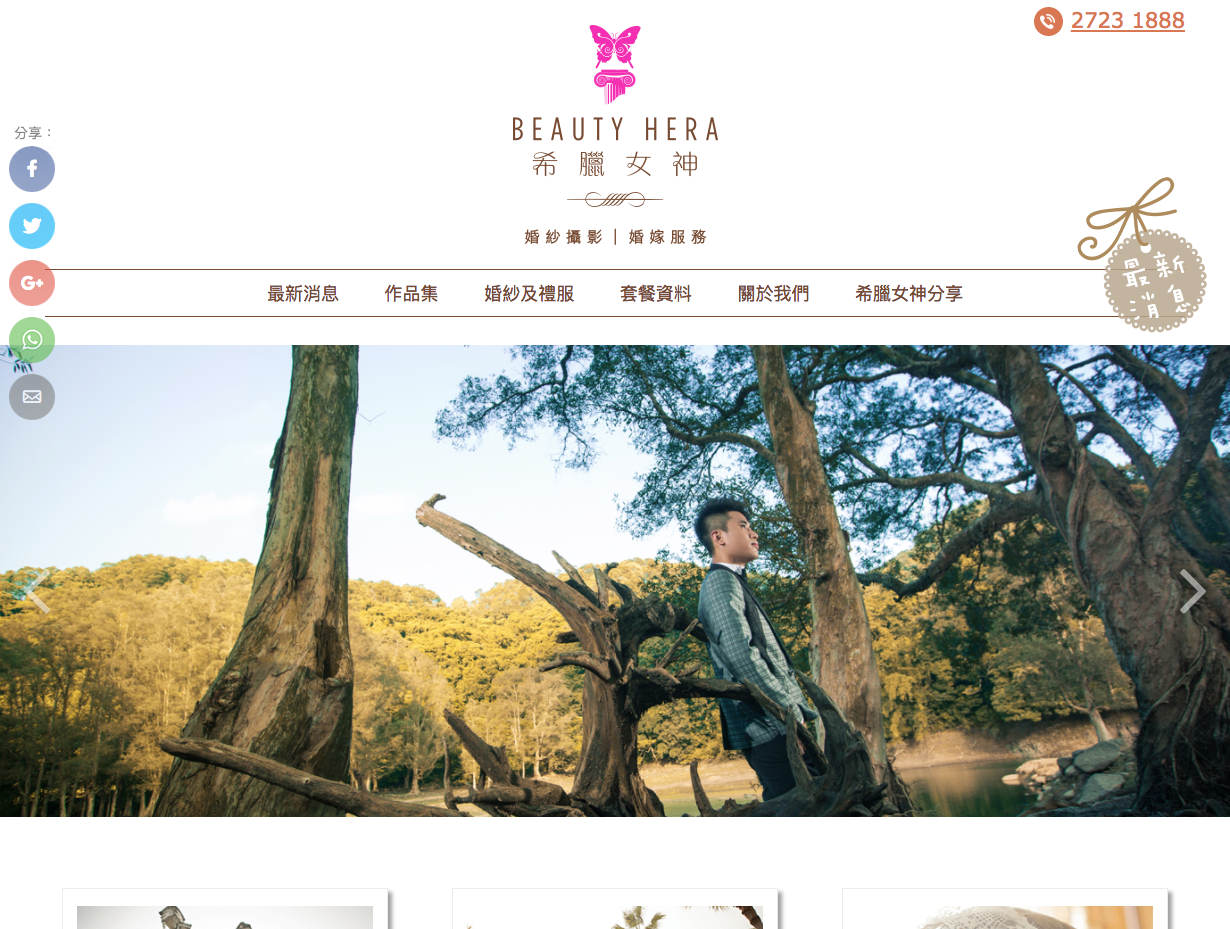 2723 1888
BEAUTY HERA
希臘女神
婚紗攝影 | 婚嫁服務
分享：
最新消息
作品集
婚紗及禮服
套餐資料
關於我們
希臘女神分享
最新
消息